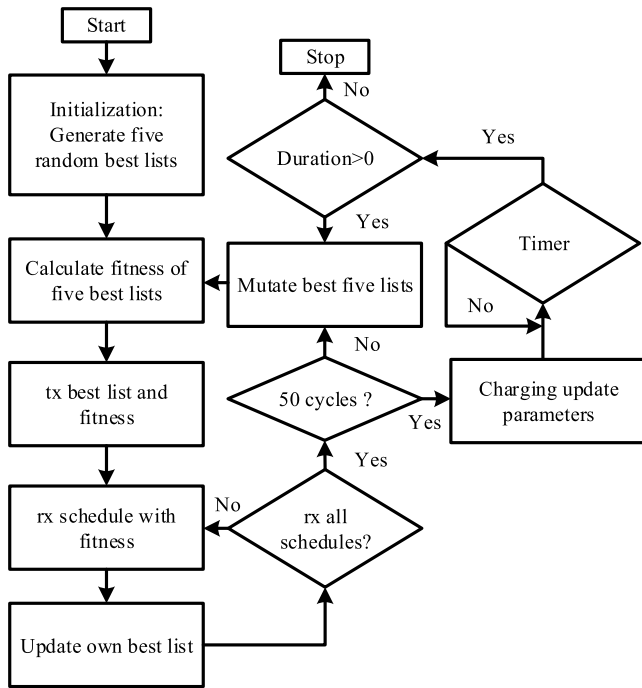 Start
Initialization:
Generate five
random best lists
Calculate fitness of
five best lists
tx best list and
fitness
rx schedule with
fitness
Update own best list
Stop
No
Duration>0
Yes
Mutate best five lists
No
50 cycles ?
Yes
Yes
No
rx all
schedules?
Yes
Timer
No
Charging update
parameters